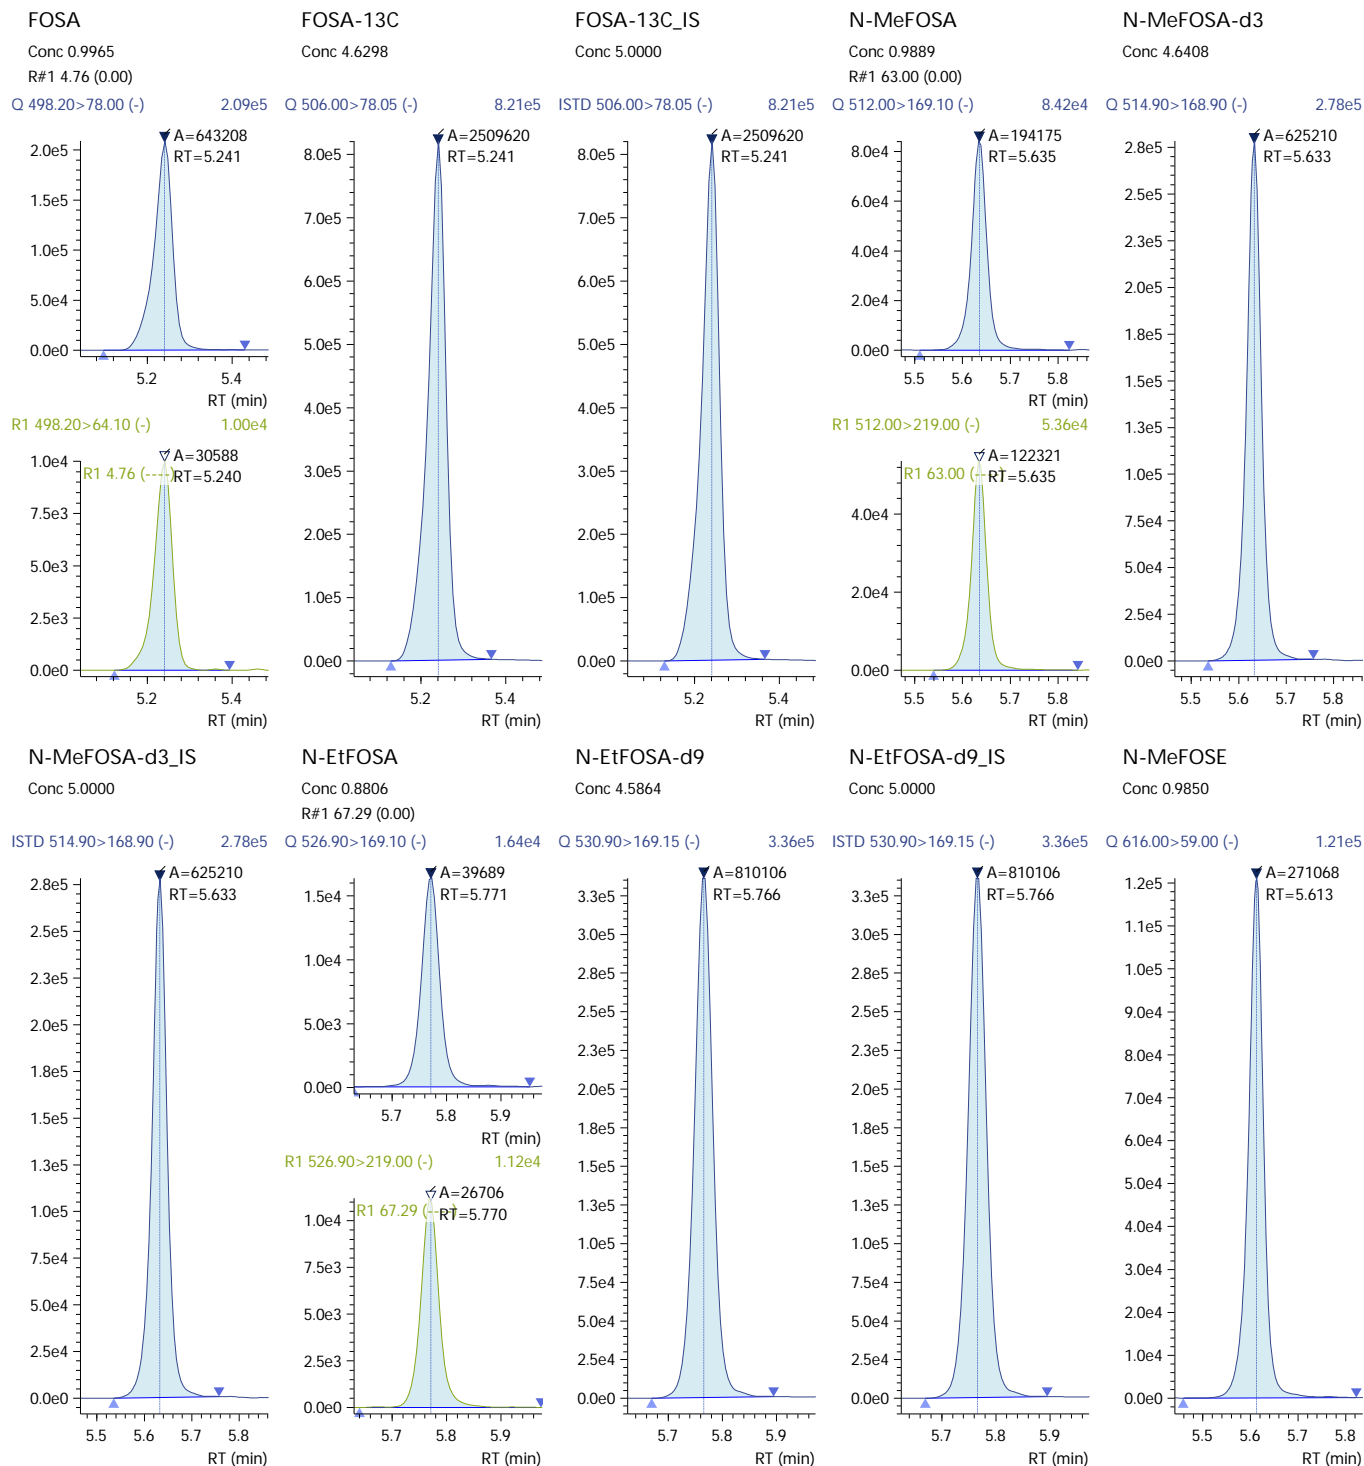 FOSA
Conc 0.9965
R#1 4.76 (0.00)
Q 498.20>78.00 (-) 2.09e5
A=643208
RT=5.241
2.0e5
1.5e5
1.0e5
5.0e4
0.0e0
5.2 5.4
RT (min)
R1 498.20>64.10 (-) 1.00e4
A=30588
RT=5.240
R1 4.76 (----)
1.0e4
7.5e3
5.0e3
2.5e3
0.0e0
5.2 5.4
RT (min)
FOSA-13C
Conc 4.6298
Q 506.00>78.05 (-) 8.21e5
A=2509620
RT=5.241
8.0e5
7.0e5
6.0e5
5.0e5
4.0e5
3.0e5
2.0e5
1.0e5
0.0e0
5.2 5.4
RT (min)
FOSA-13C_IS
Conc 5.0000
ISTD 506.00>78.05 (-) 8.21e5
A=2509620
RT=5.241
8.0e5
7.0e5
6.0e5
5.0e5
4.0e5
3.0e5
2.0e5
1.0e5
0.0e0
5.2 5.4
RT (min)
N-MeFOSA
Conc 0.9889
R#1 63.00 (0.00)
Q 512.00>169.10 (-) 8.42e4
A=194175
RT=5.635
8.0e4
6.0e4
4.0e4
2.0e4
0.0e0
5.5 5.6 5.7 5.8
RT (min)
R1 512.00>219.00 (-) 5.36e4
A=122321
RT=5.635
R1 63.00 (----)
4.0e4
2.0e4
0.0e0
5.5 5.6 5.7 5.8
RT (min)
N-MeFOSA-d3
Conc 4.6408
Q 514.90>168.90 (-) 2.78e5
A=625210
RT=5.633
2.8e5
2.5e5
2.3e5
2.0e5
1.8e5
1.5e5
1.3e5
1.0e5
7.5e4
5.0e4
2.5e4
0.0e0
5.5 5.6 5.7 5.8
RT (min)
N-MeFOSA-d3_IS
Conc 5.0000
ISTD 514.90>168.90 (-) 2.78e5
A=625210
RT=5.633
2.8e5
2.5e5
2.3e5
2.0e5
1.8e5
1.5e5
1.3e5
1.0e5
7.5e4
5.0e4
2.5e4
0.0e0
5.5 5.6 5.7 5.8
RT (min)
N-EtFOSA
Conc 0.8806
R#1 67.29 (0.00)
Q 526.90>169.10 (-) 1.64e4
A=39689
RT=5.771
1.5e4
1.0e4
5.0e3
0.0e0
5.7 5.8 5.9
RT (min)
R1 526.90>219.00 (-) 1.12e4
A=26706
RT=5.770
R1 67.29 (----)
1.0e4
7.5e3
5.0e3
2.5e3
0.0e0
5.7 5.8 5.9
RT (min)
N-EtFOSA-d9
Conc 4.5864
Q 530.90>169.15 (-) 3.36e5
A=810106
RT=5.766
3.3e5
3.0e5
2.8e5
2.5e5
2.3e5
2.0e5
1.8e5
1.5e5
1.3e5
1.0e5
7.5e4
5.0e4
2.5e4
0.0e0
5.7 5.8 5.9
RT (min)
N-EtFOSA-d9_IS
Conc 5.0000
ISTD 530.90>169.15 (-) 3.36e5
A=810106
RT=5.766
3.3e5
3.0e5
2.8e5
2.5e5
2.3e5
2.0e5
1.8e5
1.5e5
1.3e5
1.0e5
7.5e4
5.0e4
2.5e4
0.0e0
5.7 5.8 5.9
RT (min)
N-MeFOSE
Conc 0.9850
Q 616.00>59.00 (-) 1.21e5
A=271068
RT=5.613
1.2e5
1.1e5
1.0e5
9.0e4
8.0e4
7.0e4
6.0e4
5.0e4
4.0e4
3.0e4
2.0e4
1.0e4
0.0e0
5.5 5.6 5.7 5.8
RT (min)